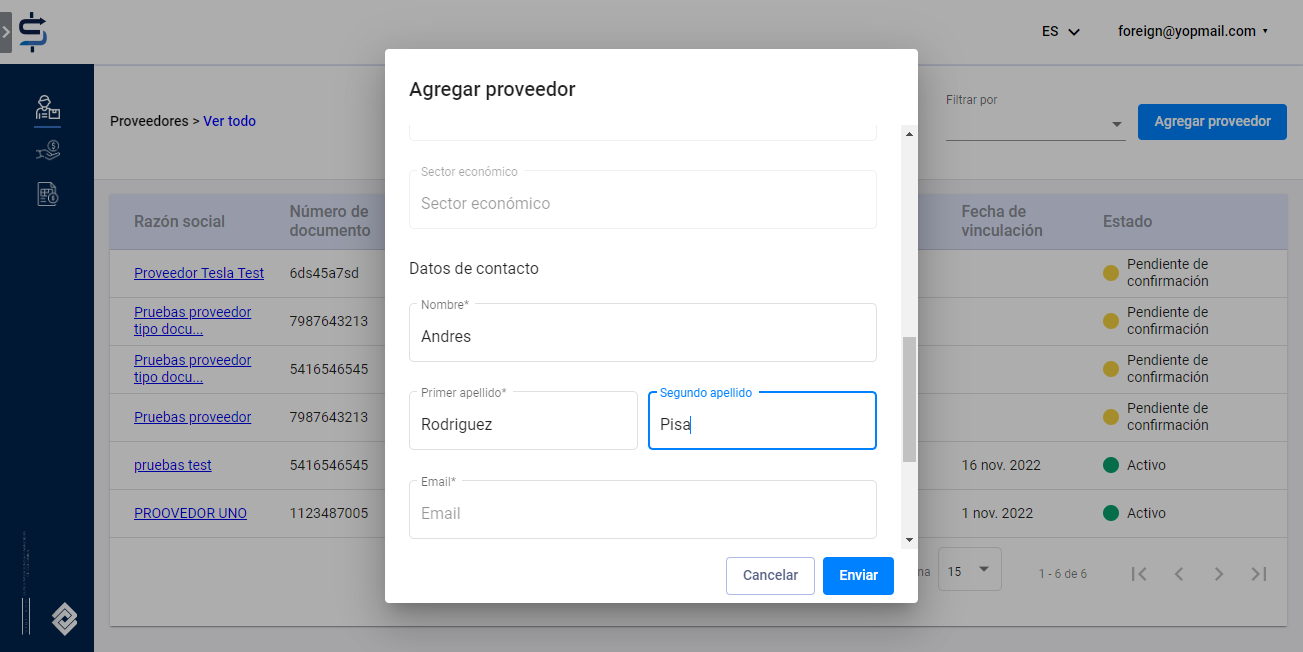 ES
foreign@yopmail.com
Proveedores > Ver todo
Filtrar por
Agregar proveedor
Razón social
Número de
documento
Fecha de
vinculación
Estado
Proveedor Tesla Test
6ds45a7sd
Pendiente de
confirmación
Pruebas proveedor
tipo docu...
7987643213
Pendiente de
confirmación
Pruebas proveedor
tipo docu...
5416546545
Pendiente de
confirmación
Pruebas proveedor
7987643213
Pendiente de
confirmación
pruebas test
5416546545
16 nov. 2022
Activo
PROOVEDOR UNO
1123487005
1 nov. 2022
Activo
15
1 - 6 de 6
Agregar proveedor
Sector económico
Sector económico
Datos de contacto
Nombre*
Andres
Primer apellido*
Rodriguez
Segundo apellido
Pisa
Email*
Email
Cancelar
Enviar